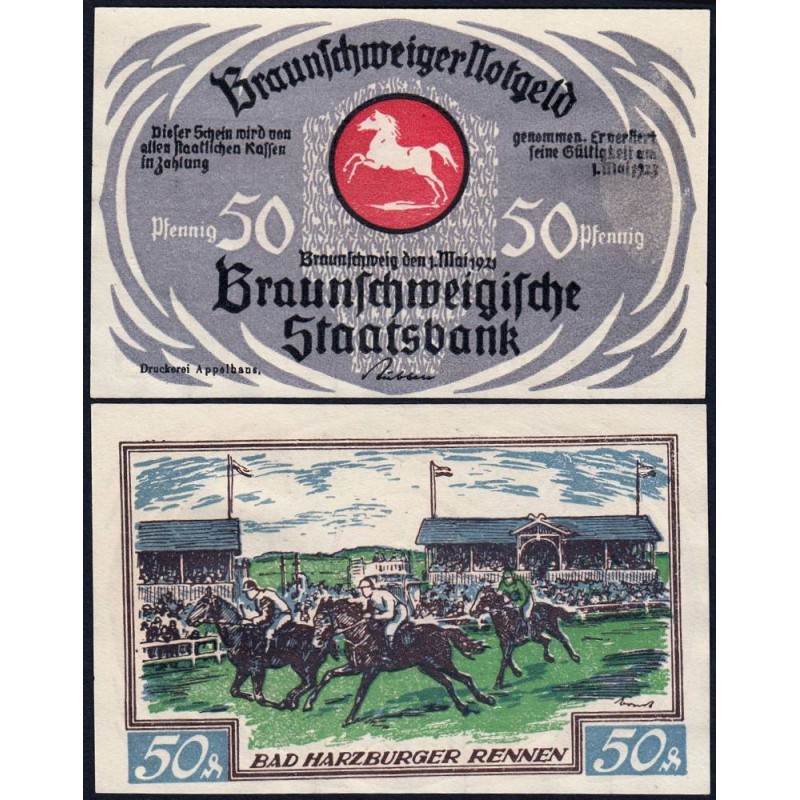 Braunschweiger Notgeld
Dieser Schein wird von
allen staatlichen Kassen
in Zahlung
genommen. Er verliert
seine Gültigkeit am
1. Mai 1923
Pfennig 50
50 Pfennig
Braunschweig den 1. Mai 1921
Braunschweigische
Staatsbank
Druckerei Appelhans.
50 ₰
BAD HARZBURGER RENNEN
50 ₰